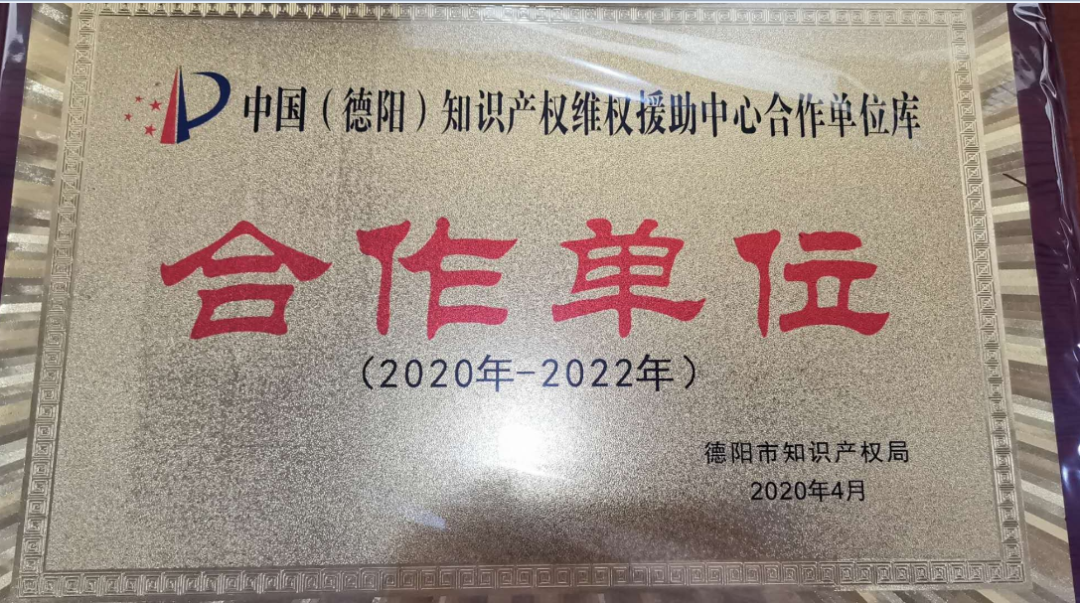 中国（德阳）知识产权维权援助中心合作单位库
合作单位
（2020年-2022年）
德阳市知识产权局
2020年4月